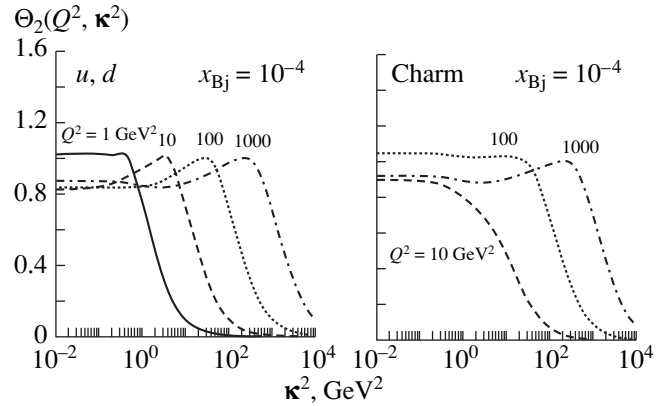 Θ₂(Q², κ²)
1.6
u, d x_Bj = 10⁻⁴
Charm x_Bj = 10⁻⁴
1.2
Q² = 1 GeV² 10 100 1000
100 1000
0.8
Q² = 10 GeV²
0.4
0
10⁻² 10⁰ 10² 10⁴ 10⁻² 10⁰ 10² 10⁴
κ², GeV²